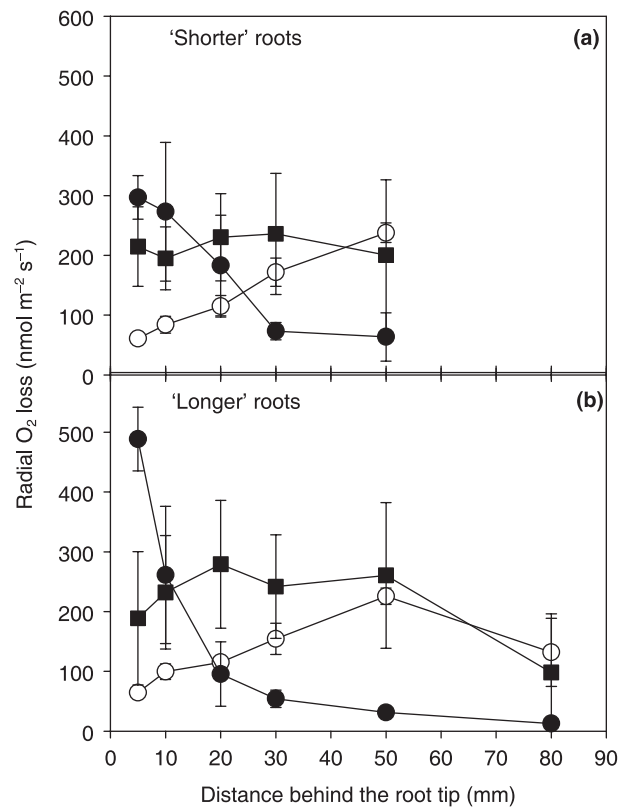 600
'Shorter' roots (a)
500
400
300
200
100
0
'Longer' roots (b)
500
400
300
200
100
0
0 10 20 30 40 50 60 70 80 90
Distance behind the root tip (mm)
Radial O₂ loss (nmol m⁻² s⁻¹)